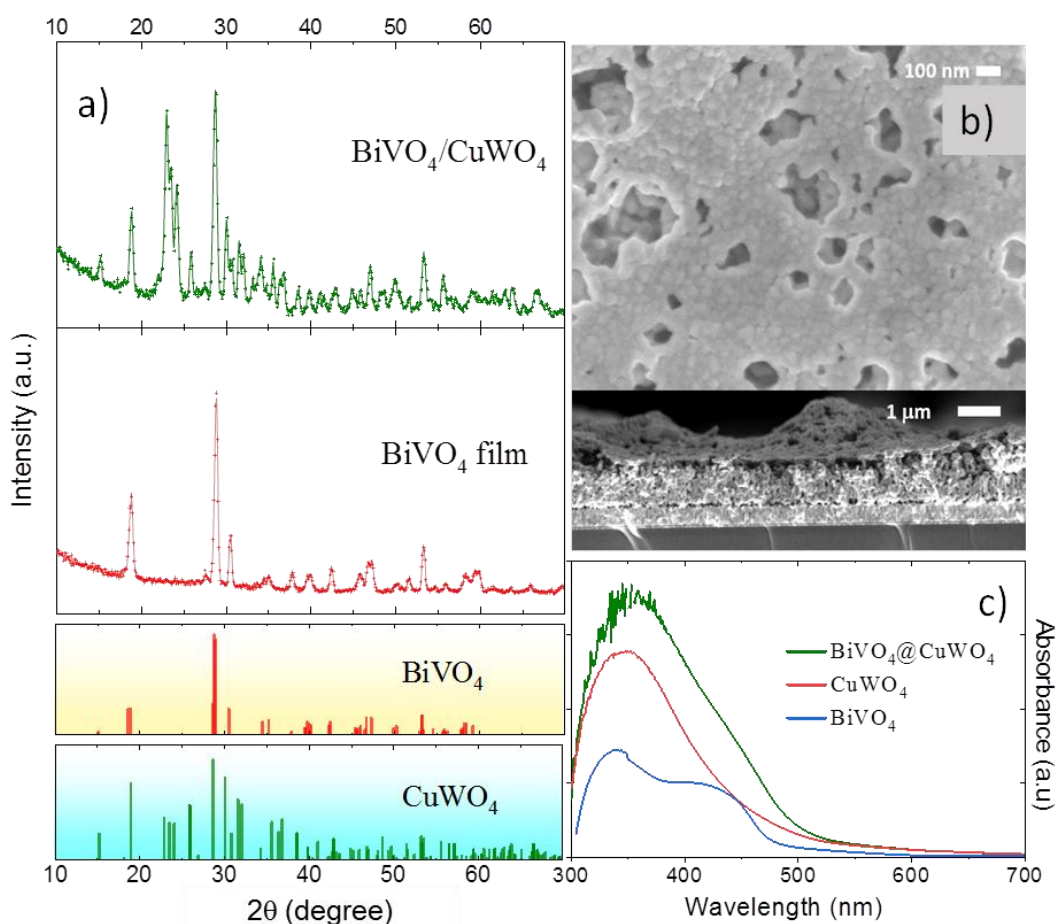 10 20 30 40 50 60
a)
BiVO₄/CuWO₄
BiVO₄ film
Intensity (a.u.)
BiVO₄
CuWO₄
10 20 30 40 50 60 70
2θ (degree)
100 nm
b)
1 µm
c)
BiVO₄@CuWO₄
CuWO₄
BiVO₄
Absorbance (a.u)
300 400 500 600 700
Wavelength (nm)